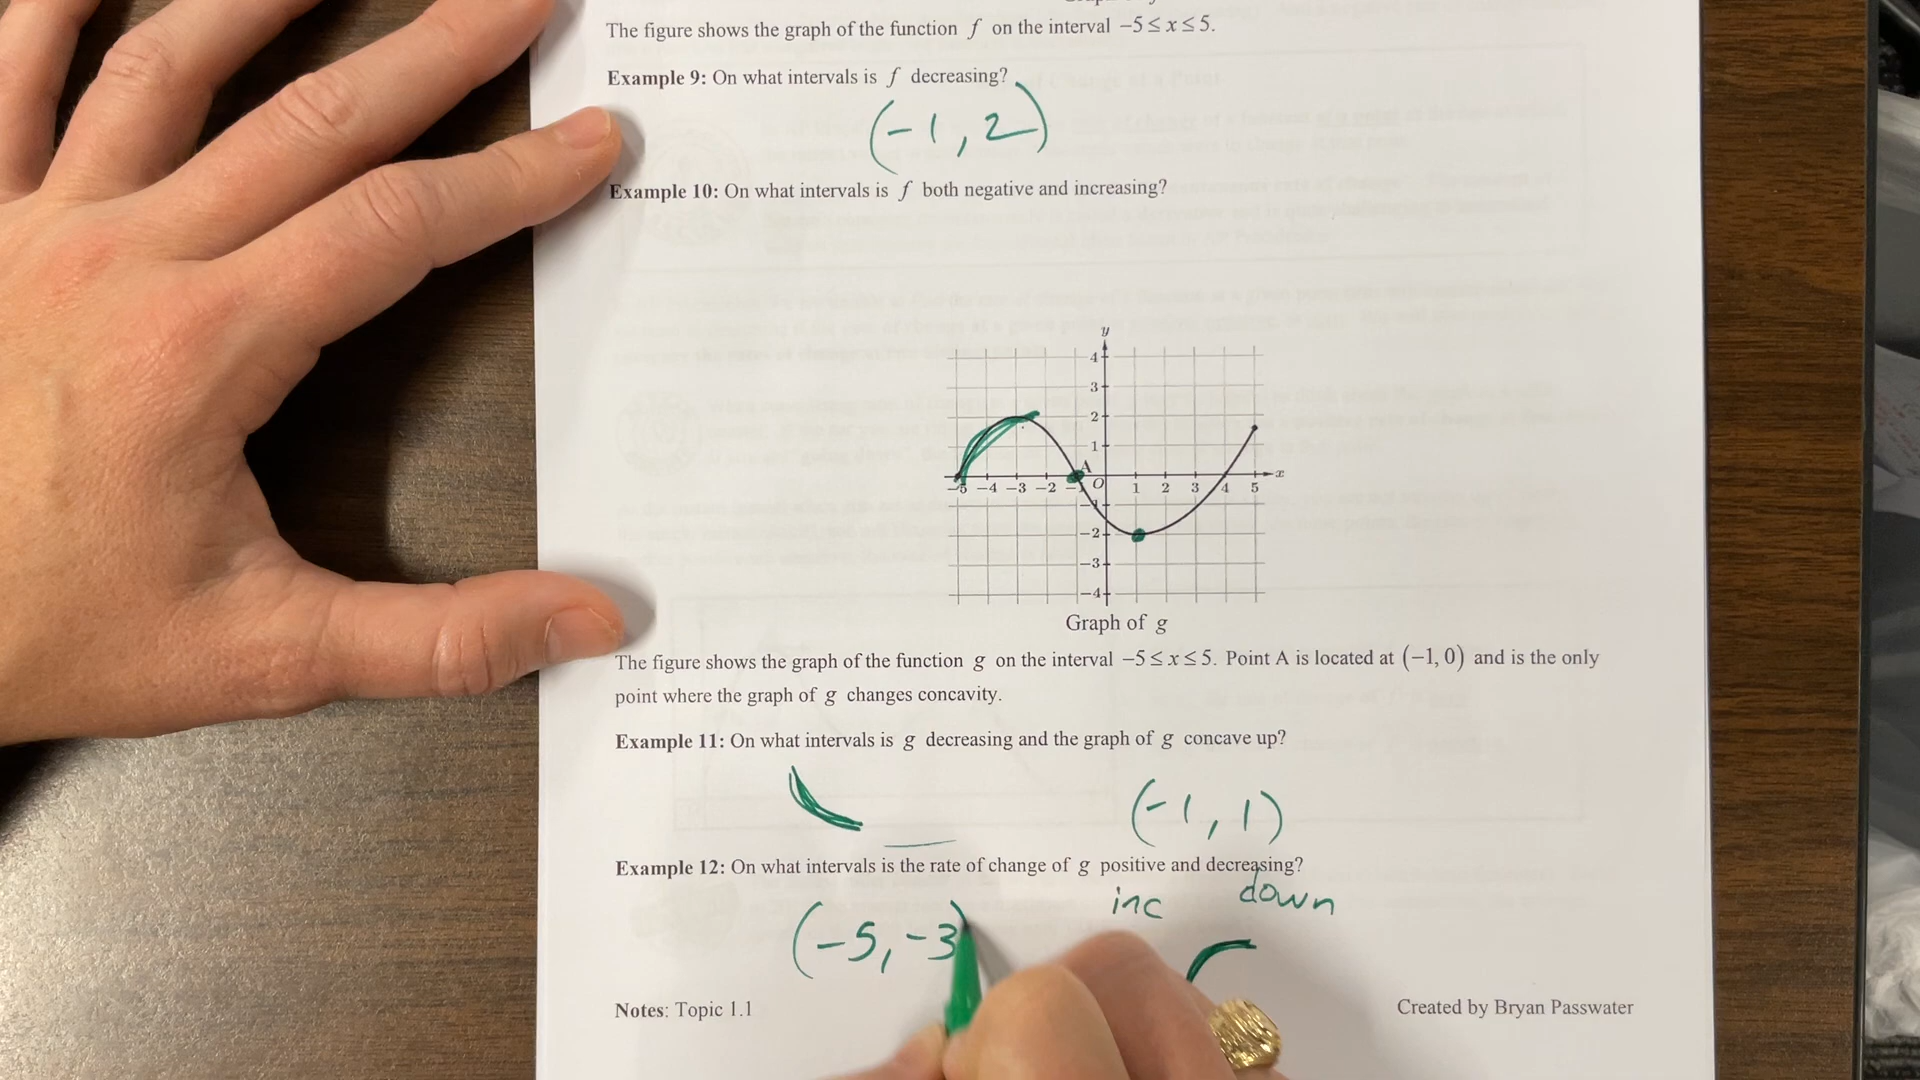 The figure shows the graph of the function f on the interval −5 ≤ x ≤ 5.
Example 9: On what intervals is f decreasing?
(−1, 2)
Example 10: On what intervals is f both negative and increasing?
y
4
3
2
1
A
O
x
−5 −4 −3 −2 −1 1 2 3 4 5
−1
−2
−3
−4
Graph of g
The figure shows the graph of the function g on the interval −5 ≤ x ≤ 5. Point A is located at (−1, 0) and is the only
point where the graph of g changes concavity.
Example 11: On what intervals is g decreasing and the graph of g concave up?
(−1, 1)
Example 12: On what intervals is the rate of change of g positive and decreasing?
inc down
(−5, −3)
Notes: Topic 1.1
Created by Bryan Passwater